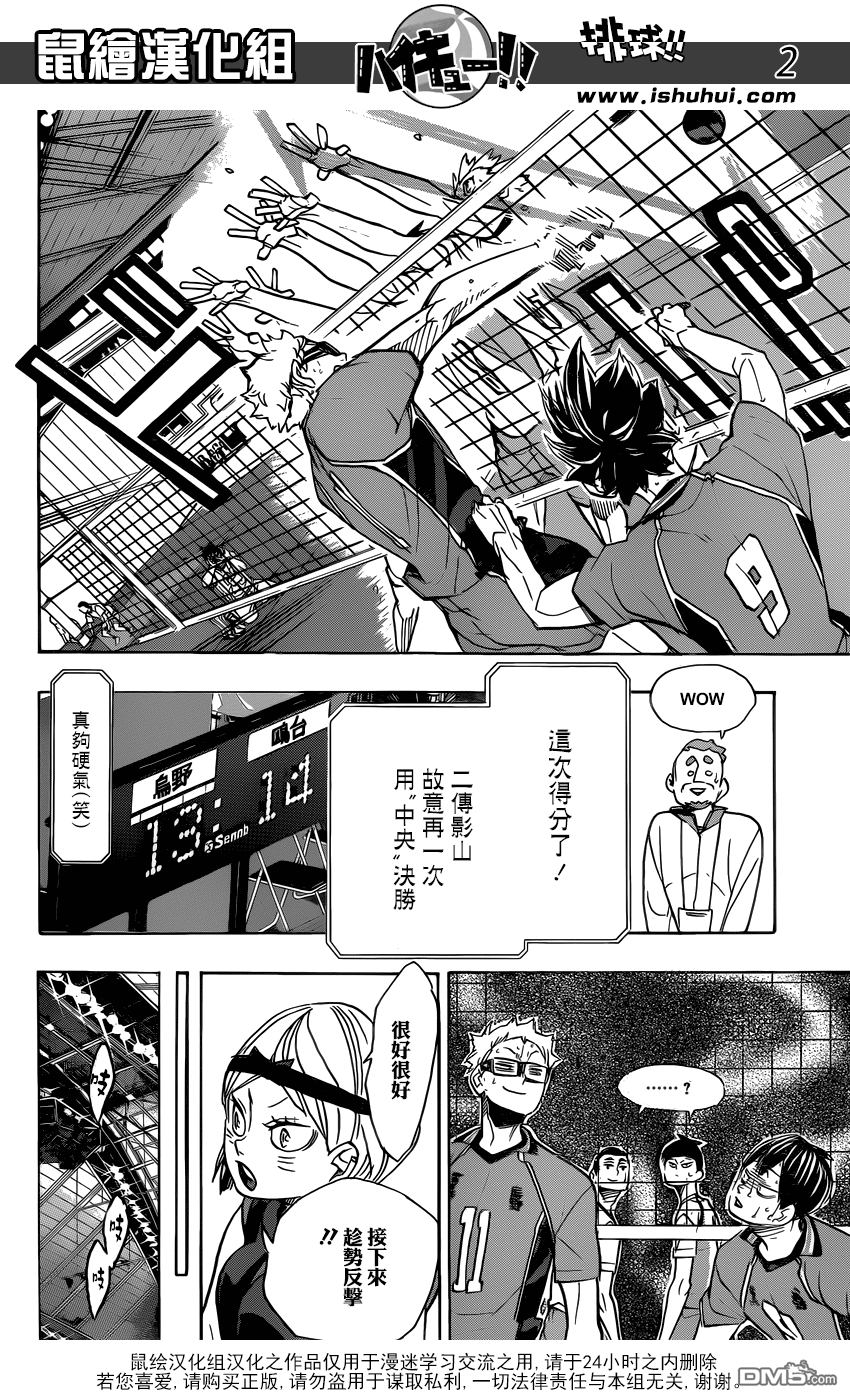 鼠繪漢化組
ハイキュー!!
排球!!
2
www.ishuhui.com
9
WOW
這次得分了!
二傳影山
故意再一次
用"中央"決勝
鷗台
烏野
13:14
Senoh
真夠硬氣(笑)
……?
烏野
11
很好很好
接下來
趁勢反擊
!!
吱
吱
吱
鼠绘汉化组汉化之作品仅用于漫迷学习交流之用, 请于24小时之内删除
若您喜爱, 请购买正版, 请勿盗用于谋取私利, 一切法律责任与本组无关, 谢谢。
DM5.com